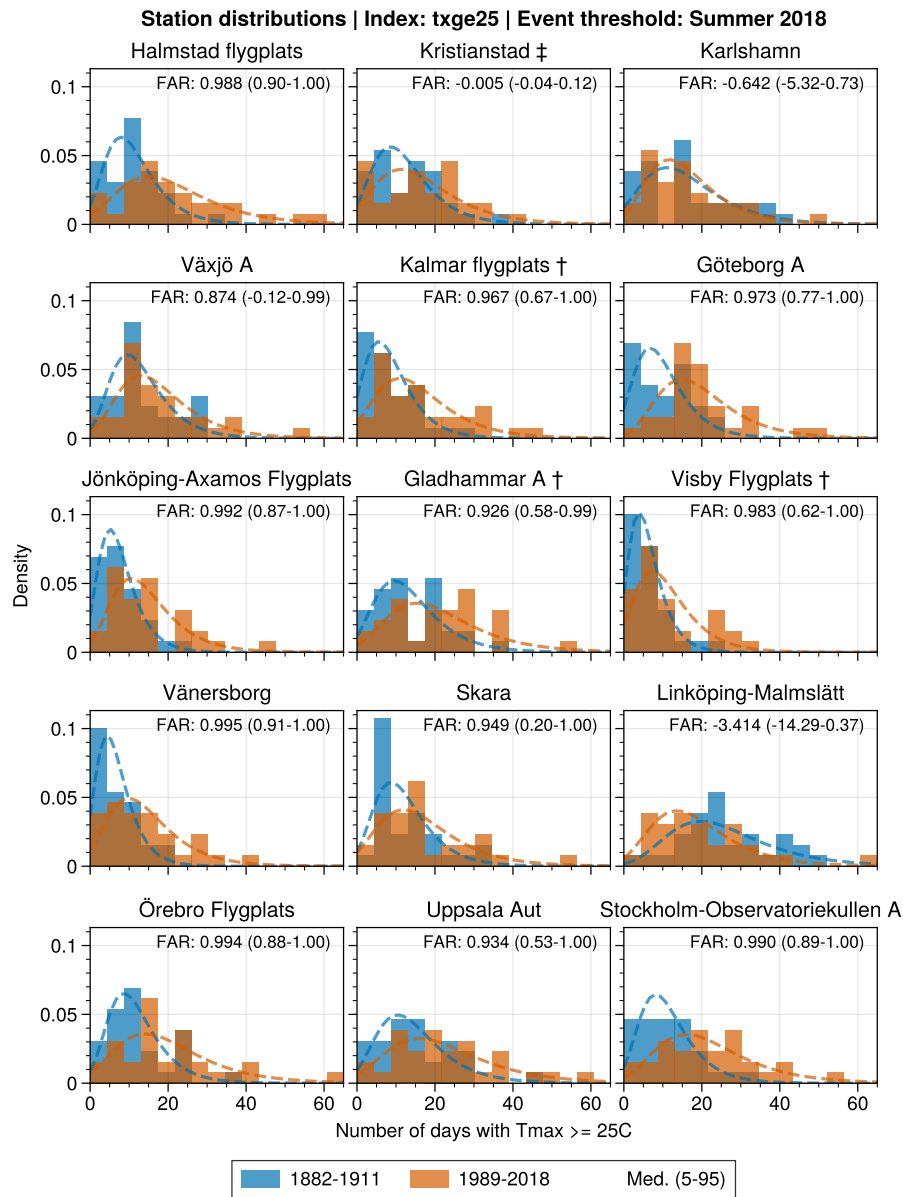 Station distributions | Index: txge25 | Event threshold: Summer 2018
Halmstad flygplats
Kristianstad ‡
Karlshamn
FAR: 0.988 (0.90-1.00)
FAR: -0.005 (-0.04-0.12)
FAR: -0.642 (-5.32-0.73)
0.1
0.05
0
Växjö A
Kalmar flygplats †
Göteborg A
FAR: 0.874 (-0.12-0.99)
FAR: 0.967 (0.67-1.00)
FAR: 0.973 (0.77-1.00)
0.1
0.05
0
Jönköping-Axamos Flygplats
Gladhammar A †
Visby Flygplats †
FAR: 0.992 (0.87-1.00)
FAR: 0.926 (0.58-0.99)
FAR: 0.983 (0.62-1.00)
0.1
0.05
0
Density
Vänersborg
Skara
Linköping-Malmslätt
FAR: 0.995 (0.91-1.00)
FAR: 0.949 (0.20-1.00)
FAR: -3.414 (-14.29-0.37)
0.1
0.05
0
Örebro Flygplats
Uppsala Aut
Stockholm-Observatoriekullen A
FAR: 0.994 (0.88-1.00)
FAR: 0.934 (0.53-1.00)
FAR: 0.990 (0.89-1.00)
0.1
0.05
0
0 20 40 60
0 20 40 60
0 20 40 60
Number of days with Tmax >= 25C
1882-1911
1989-2018
Med. (5-95)